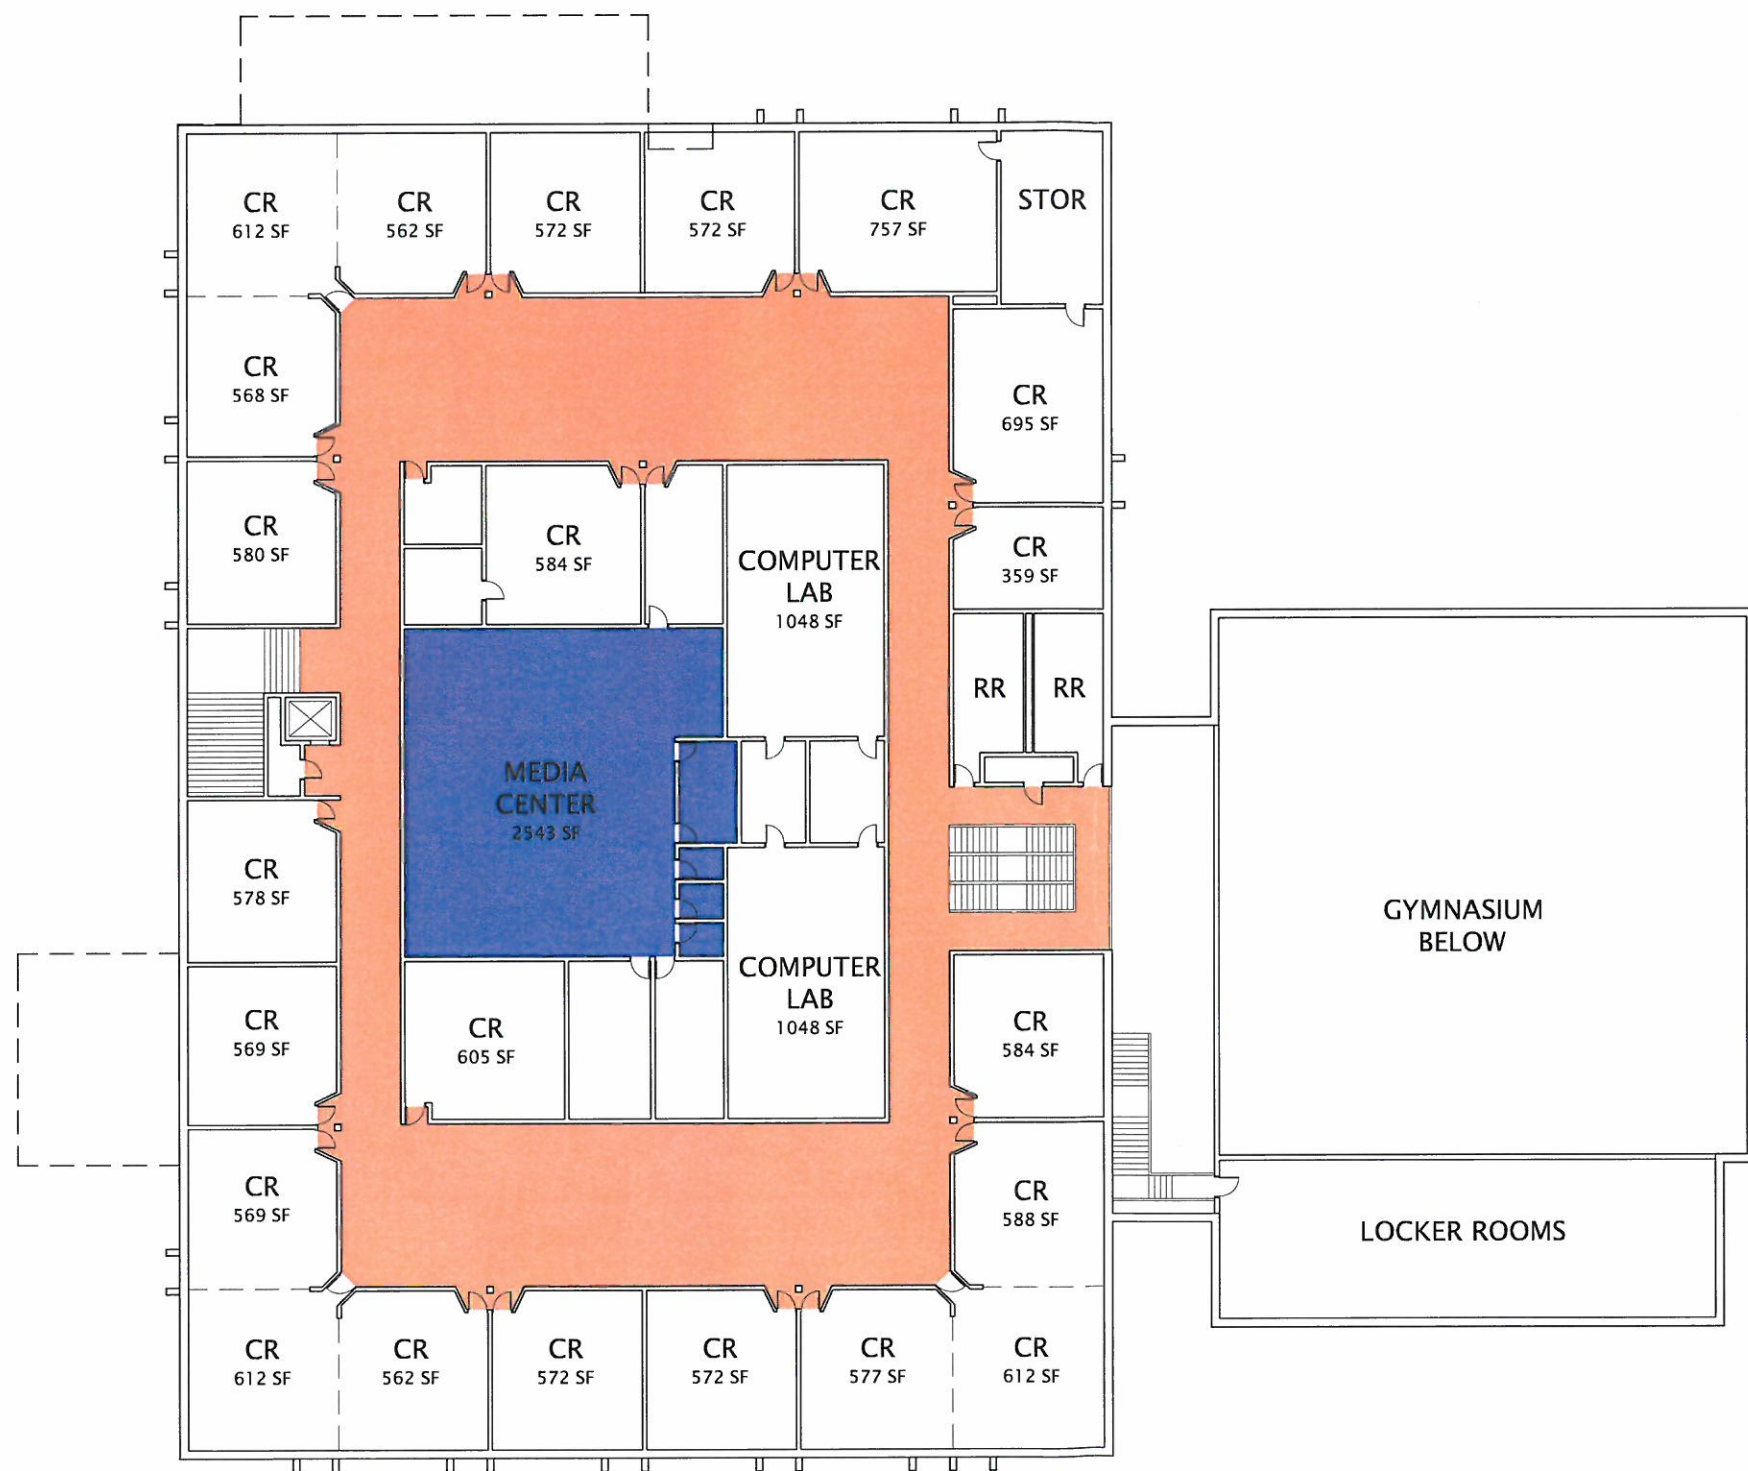 CR
612 SF
CR
562 SF
CR
572 SF
CR
572 SF
CR
757 SF
STOR
CR
568 SF
CR
695 SF
CR
580 SF
CR
584 SF
COMPUTER
LAB
1048 SF
CR
359 SF
RR
RR
MEDIA
CENTER
2543 SF
CR
578 SF
GYMNASIUM
BELOW
COMPUTER
LAB
1048 SF
CR
569 SF
CR
605 SF
CR
584 SF
CR
569 SF
CR
588 SF
LOCKER ROOMS
CR
612 SF
CR
562 SF
CR
572 SF
CR
572 SF
CR
577 SF
CR
612 SF